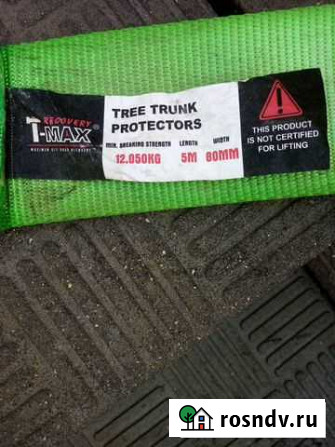 RECOVERY
T-MAX®
TREE TRUNK
PROTECTORS
MIN. BREAKING STRENGTH LENGTH WIDTH
12.050KG 5M 80MM
THIS PRODUCT
IS NOT CERTIFIED
FOR LIFTING
rosndv.ru